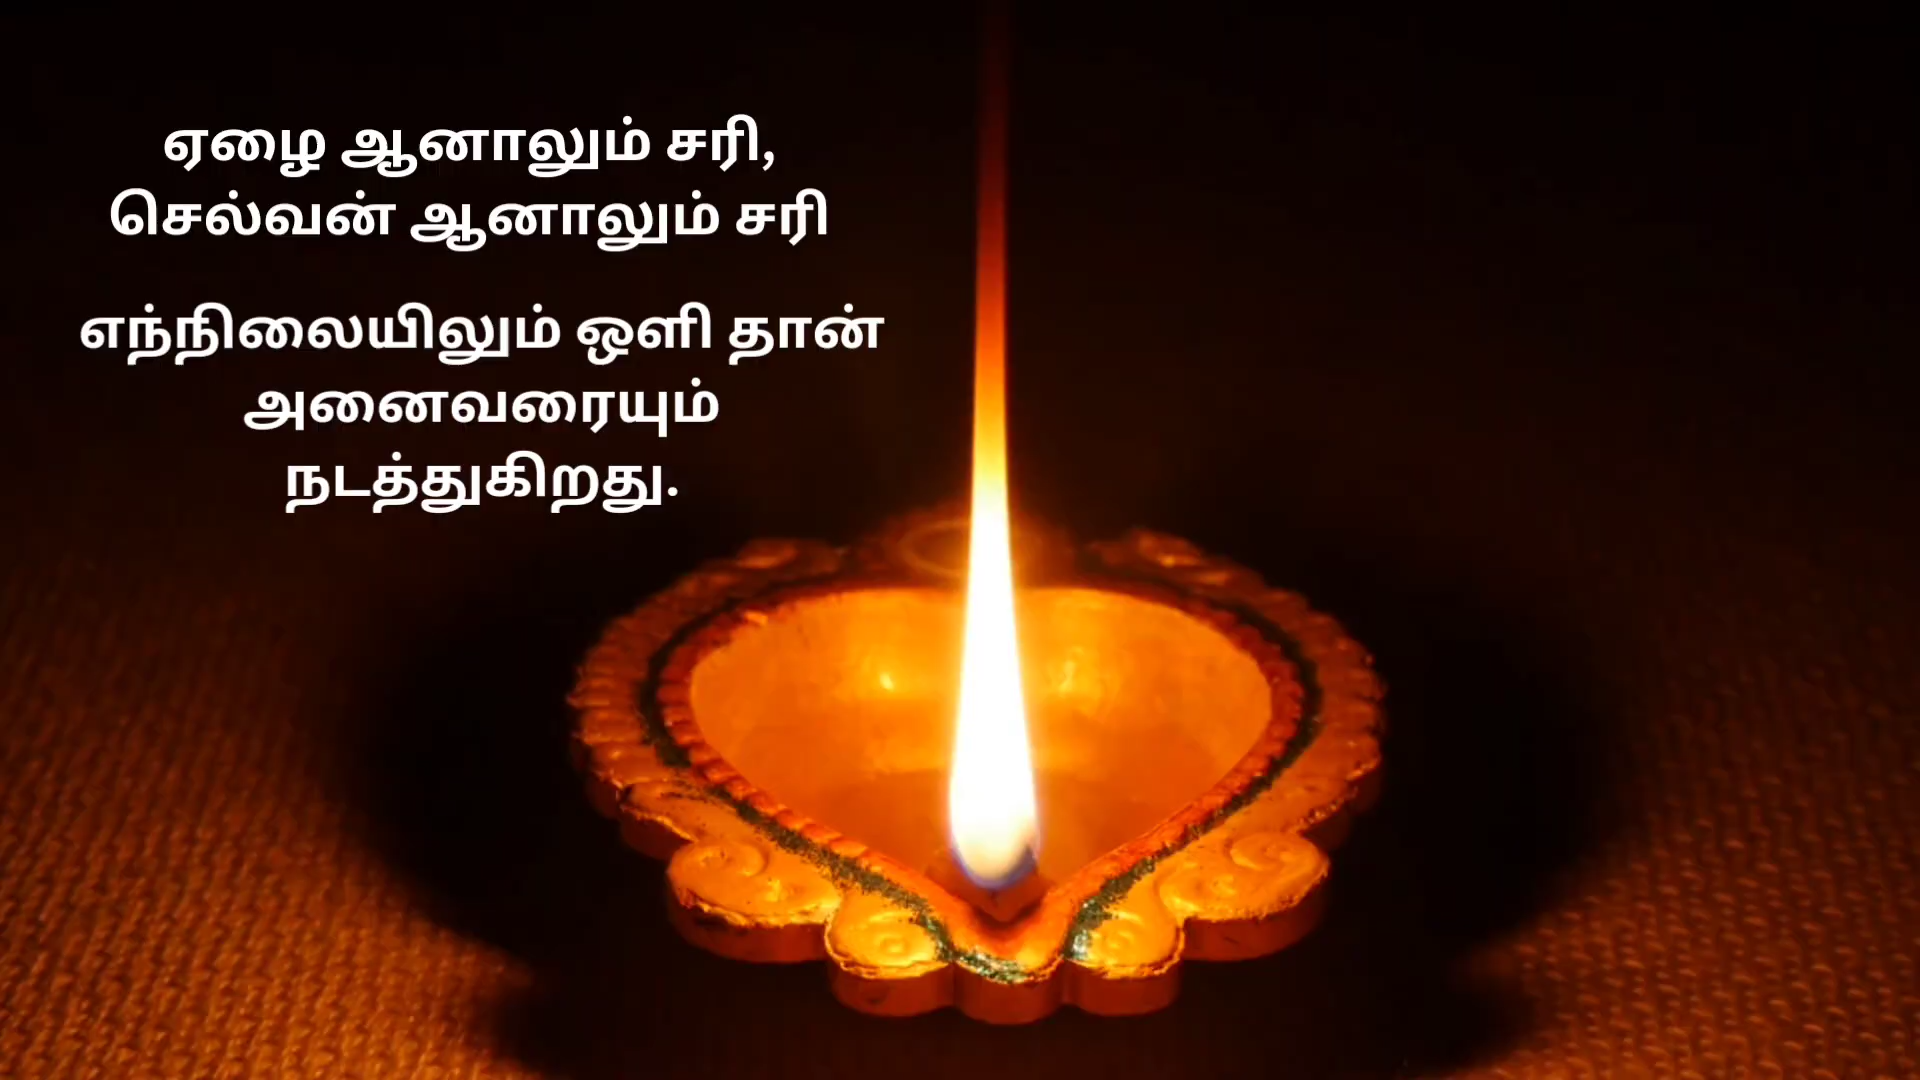 ஏழை ஆனாலும் சரி,
செல்வன் ஆனாலும் சரி
எந்நிலையிலும் ஒளி தான்
அனைவரையும்
நடத்துகிறது.